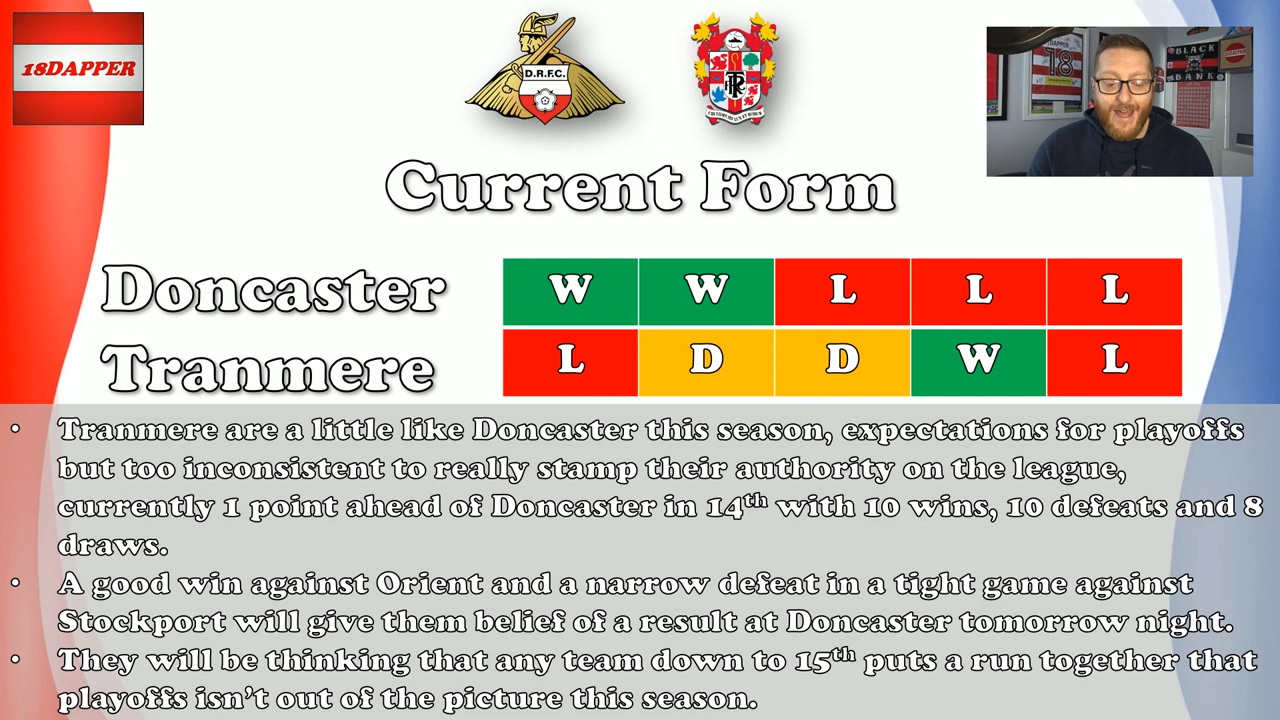 18DAPPER
D.R.F.C.
DAPPER
18
BLACK
BANK
Current Form
Doncaster W W L L L
Tranmere L D D W L
• Tranmere are a little like Doncaster this season, expectations for playoffs
but too inconsistent to really stamp their authority on the league,
currently 1 point ahead of Doncaster in 14th with 10 wins, 10 defeats and 8
draws.
• A good win against Orient and a narrow defeat in a tight game against
Stockport will give them belief of a result at Doncaster tomorrow night.
• They will be thinking that any team down to 15th puts a run together that
playoffs isn't out of the picture this season.